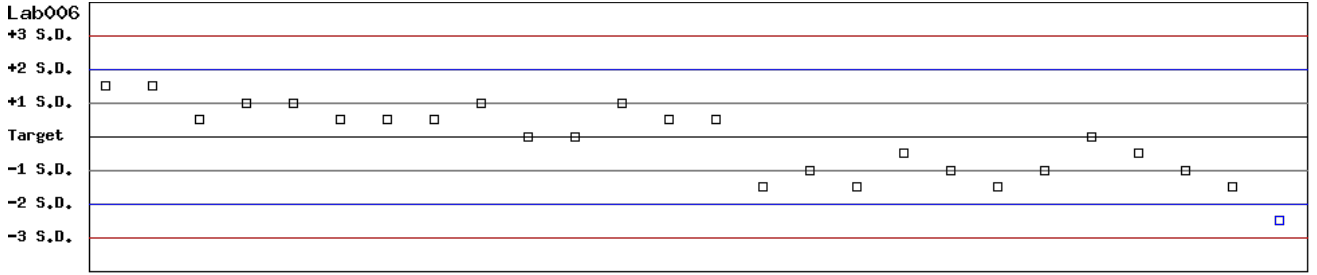 Lab006
+3 S.D.
+2 S.D.
+1 S.D.
Target
-1 S.D.
-2 S.D.
-3 S.D.